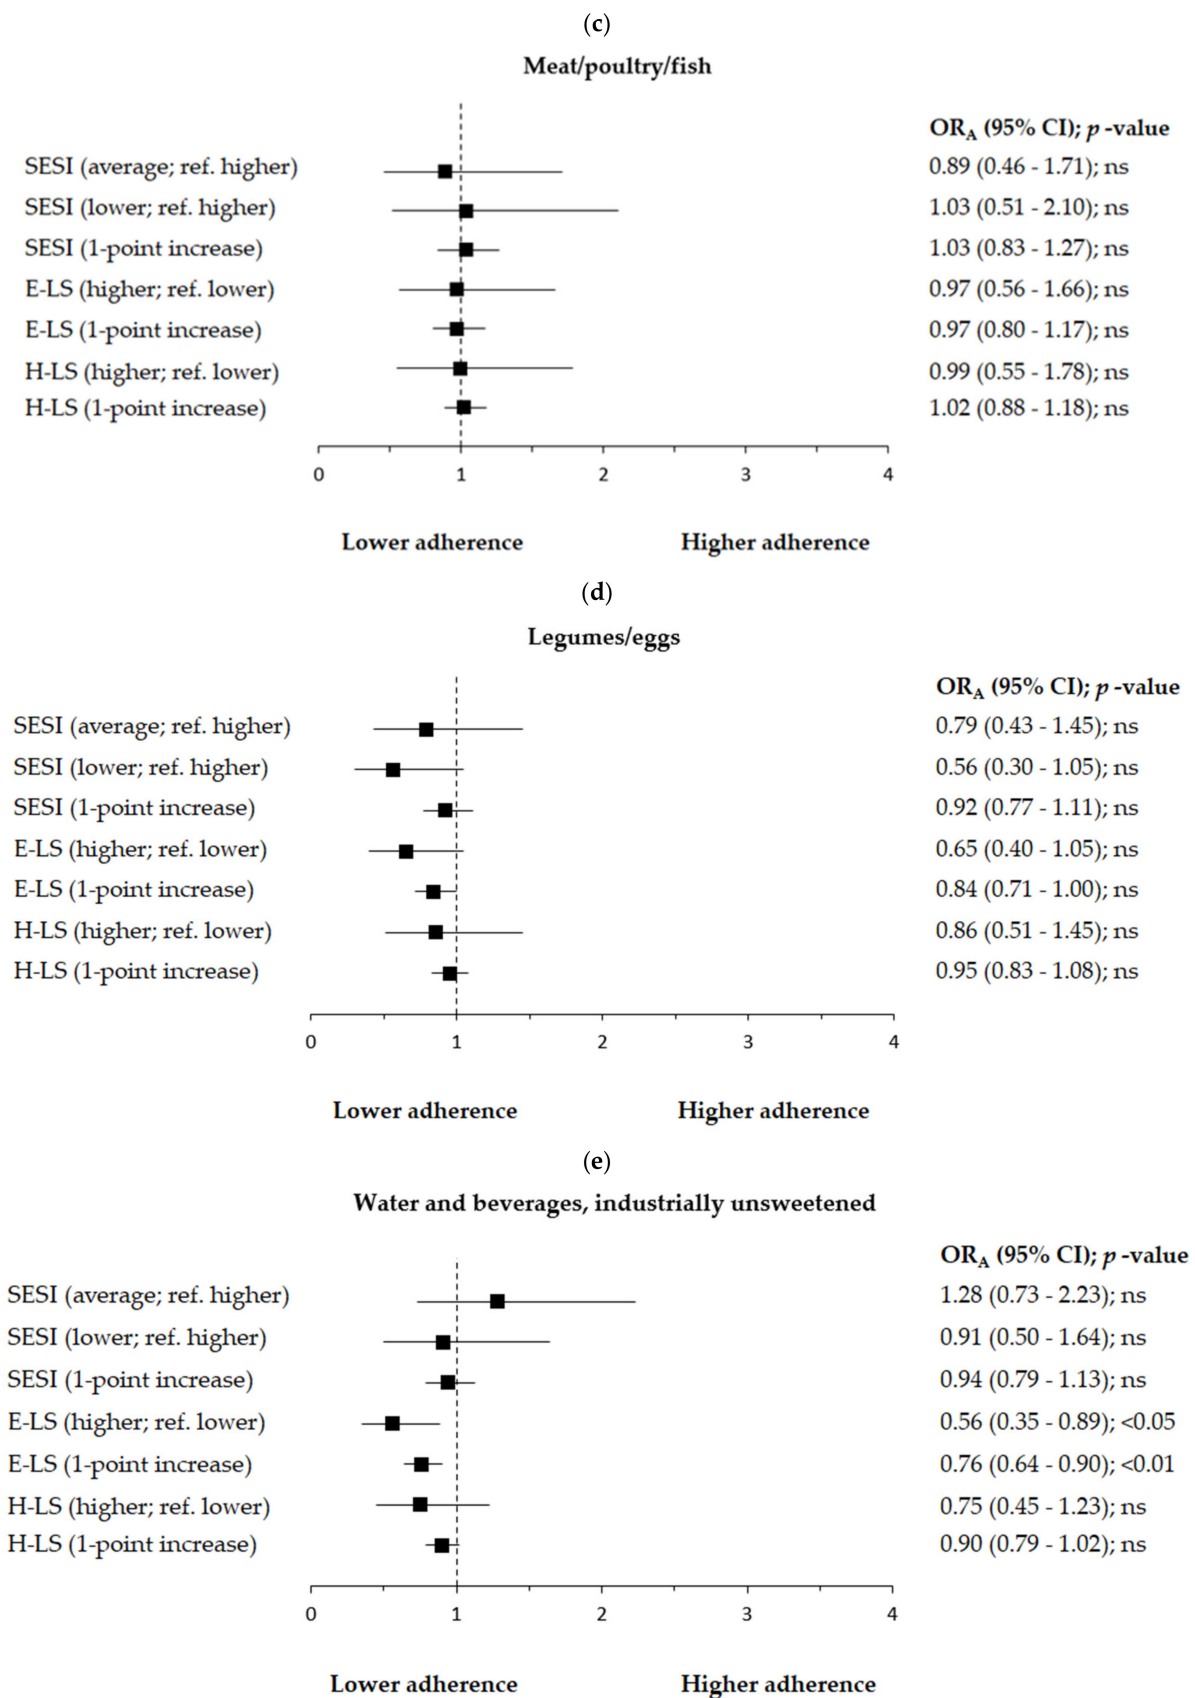 (c)
Meat/poultry/fish
ORA (95% CI); p -value
SESI (average; ref. higher) 0.89 (0.46 - 1.71); ns
SESI (lower; ref. higher) 1.03 (0.51 - 2.10); ns
SESI (1-point increase) 1.03 (0.83 - 1.27); ns
E-LS (higher; ref. lower) 0.97 (0.56 - 1.66); ns
E-LS (1-point increase) 0.97 (0.80 - 1.17); ns
H-LS (higher; ref. lower) 0.99 (0.55 - 1.78); ns
H-LS (1-point increase) 1.02 (0.88 - 1.18); ns
0 1 2 3 4
Lower adherence Higher adherence
(d)
Legumes/eggs
ORA (95% CI); p -value
SESI (average; ref. higher) 0.79 (0.43 - 1.45); ns
SESI (lower; ref. higher) 0.56 (0.30 - 1.05); ns
SESI (1-point increase) 0.92 (0.77 - 1.11); ns
E-LS (higher; ref. lower) 0.65 (0.40 - 1.05); ns
E-LS (1-point increase) 0.84 (0.71 - 1.00); ns
H-LS (higher; ref. lower) 0.86 (0.51 - 1.45); ns
H-LS (1-point increase) 0.95 (0.83 - 1.08); ns
0 1 2 3 4
Lower adherence Higher adherence
(e)
Water and beverages, industrially unsweetened
ORA (95% CI); p -value
SESI (average; ref. higher) 1.28 (0.73 - 2.23); ns
SESI (lower; ref. higher) 0.91 (0.50 - 1.64); ns
SESI (1-point increase) 0.94 (0.79 - 1.13); ns
E-LS (higher; ref. lower) 0.56 (0.35 - 0.89); <0.05
E-LS (1-point increase) 0.76 (0.64 - 0.90); <0.01
H-LS (higher; ref. lower) 0.75 (0.45 - 1.23); ns
H-LS (1-point increase) 0.90 (0.79 - 1.02); ns
0 1 2 3 4
Lower adherence Higher adherence